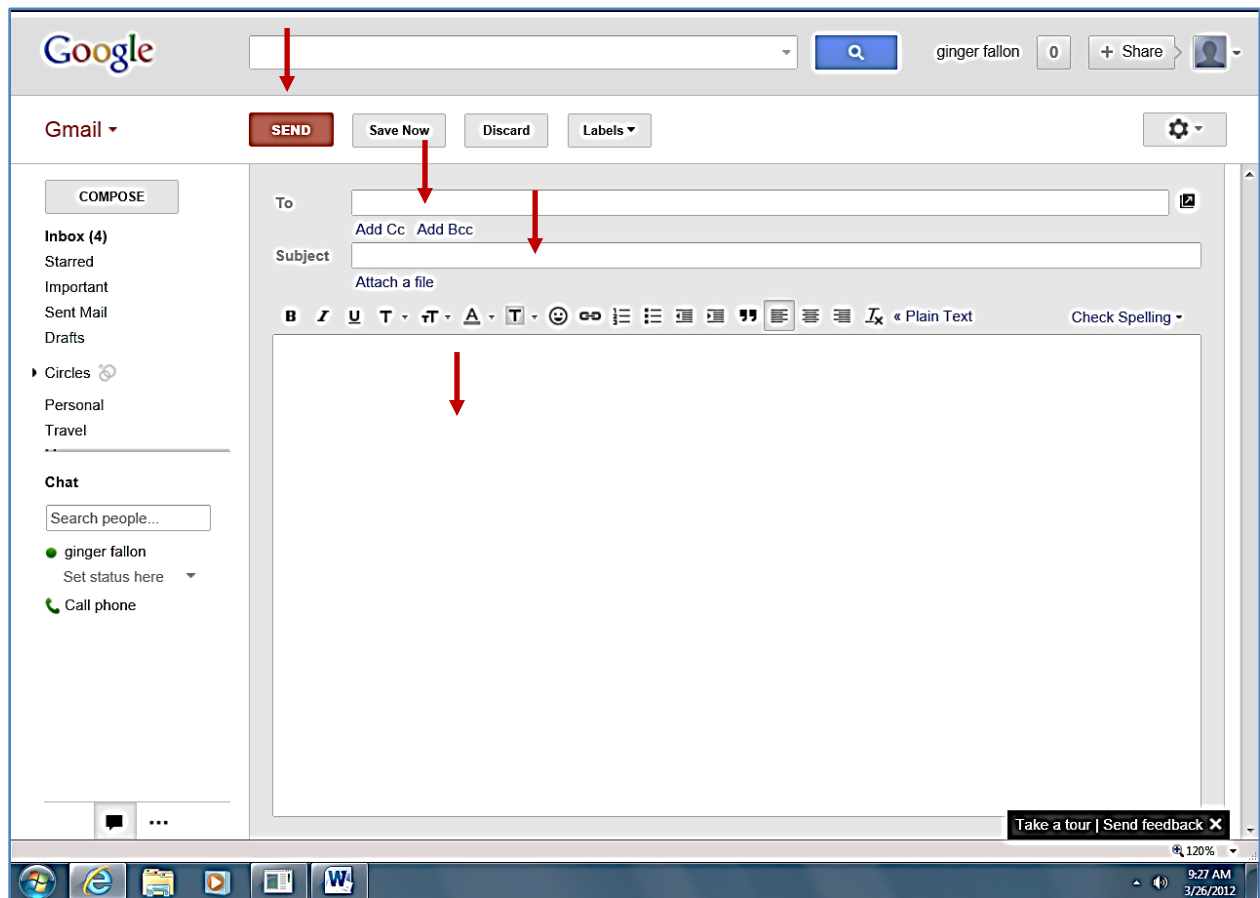 Google
ginger fallon 0 + Share
Gmail SEND Save Now Discard Labels
COMPOSE
To
Add Cc Add Bcc
Inbox (4)
Subject
Starred
Attach a file
Important
Sent Mail
B I U T T A T « Plain Text Check Spelling
Drafts
Circles
Personal
Travel
Chat
Search people...
ginger fallon
Set status here
Call phone
Take a tour | Send feedback X
120%
9:27 AM
3/26/2012